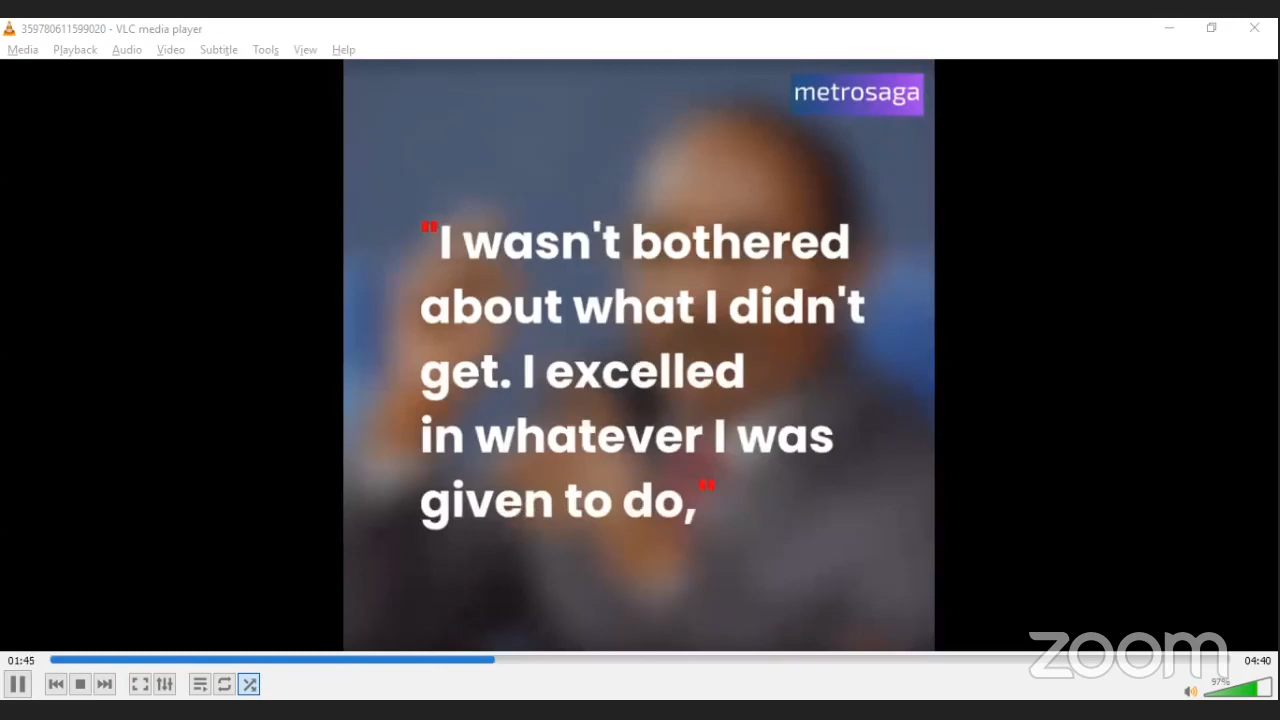 359780611599020 - VLC media player
Media Playback Audio Video Subtitle Tools View Help
metrosaga
"I wasn't bothered
about what I didn't
get. I excelled
in whatever I was
given to do,"
01:45
04:40
97%
zoom